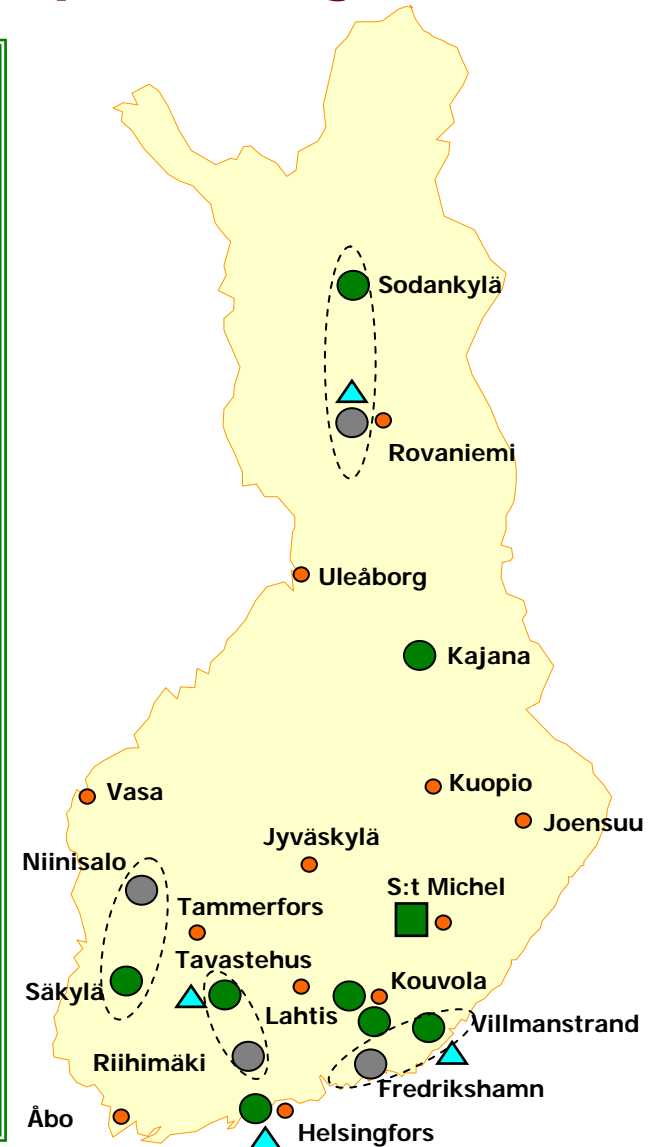 Sodankylä
Rovaniemi
Uleåborg
Kajana
Vasa
Kuopio
Joensuu
Jyväskylä
Niinisalo
S:t Michel
Tammerfors
Tavastehus
Kouvola
Säkylä
Lahtis
Villmanstrand
Riihimäki
Fredrikshamn
Åbo
Helsingfors